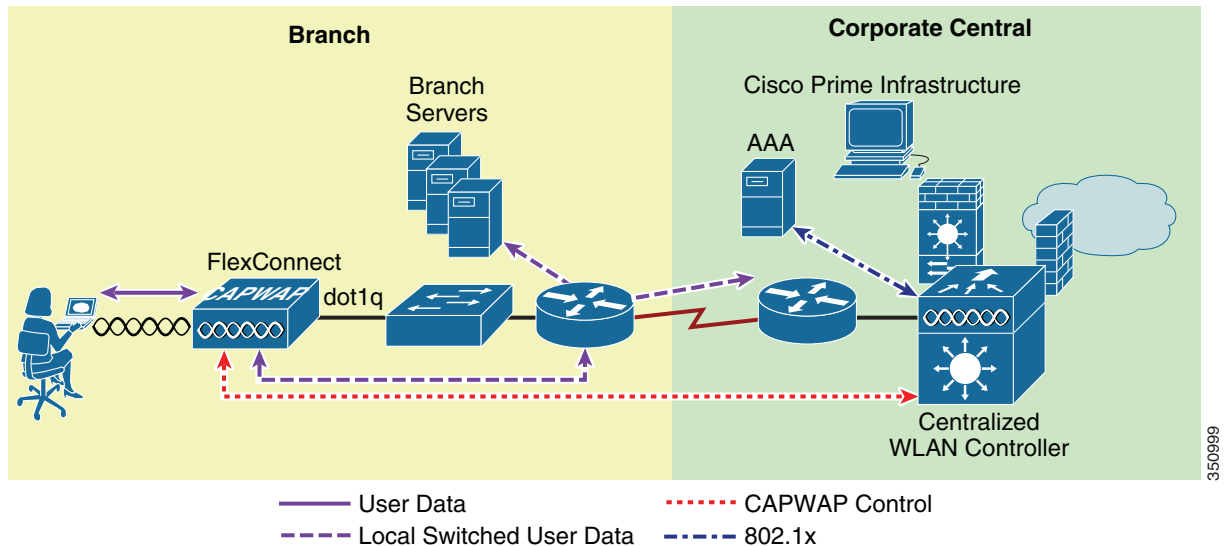 Branch
Corporate Central
Branch
Servers
Cisco Prime Infrastructure
AAA
FlexConnect
CAPWAP
dot1q
Centralized
WLAN Controller
350999
User Data
CAPWAP Control
Local Switched User Data
802.1x